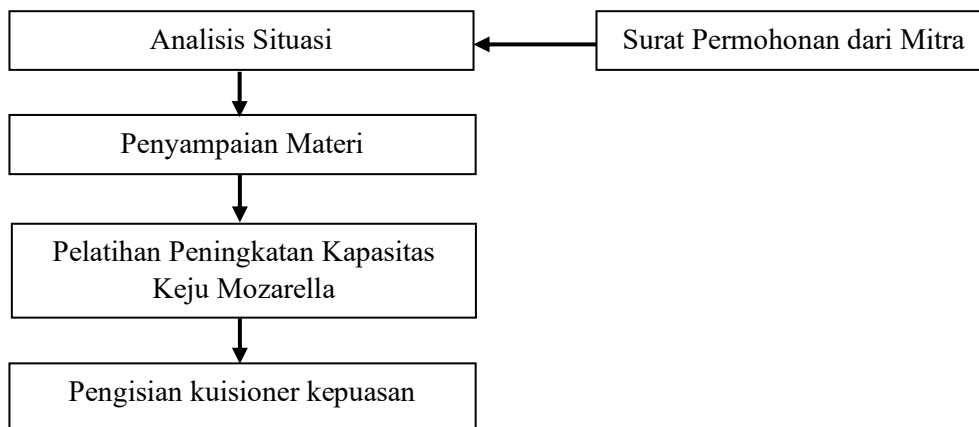 Analisis Situasi
Surat Permohonan dari Mitra
Penyampaian Materi
Pelatihan Peningkatan Kapasitas
Keju Mozarella
Pengisian kuisioner kepuasan